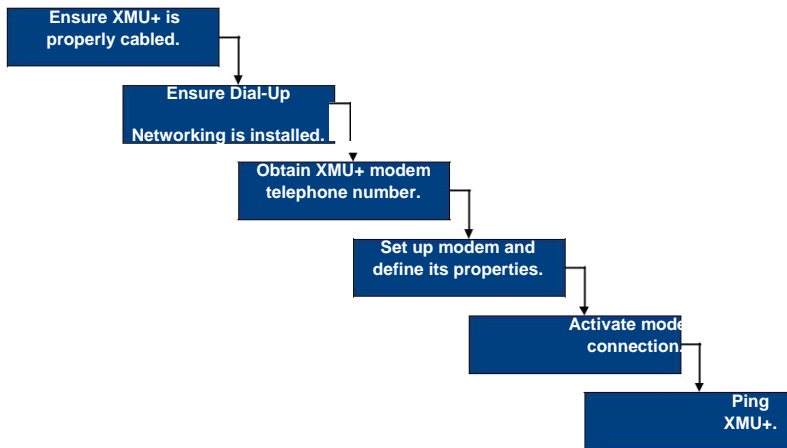 Ensure XMU+ is
properly cabled.
Ensure Dial-Up
Networking is installed.
Obtain XMU+ modem
telephone number.
Set up modem and
define its properties.
Activate mode
connection.
Ping
XMU+.